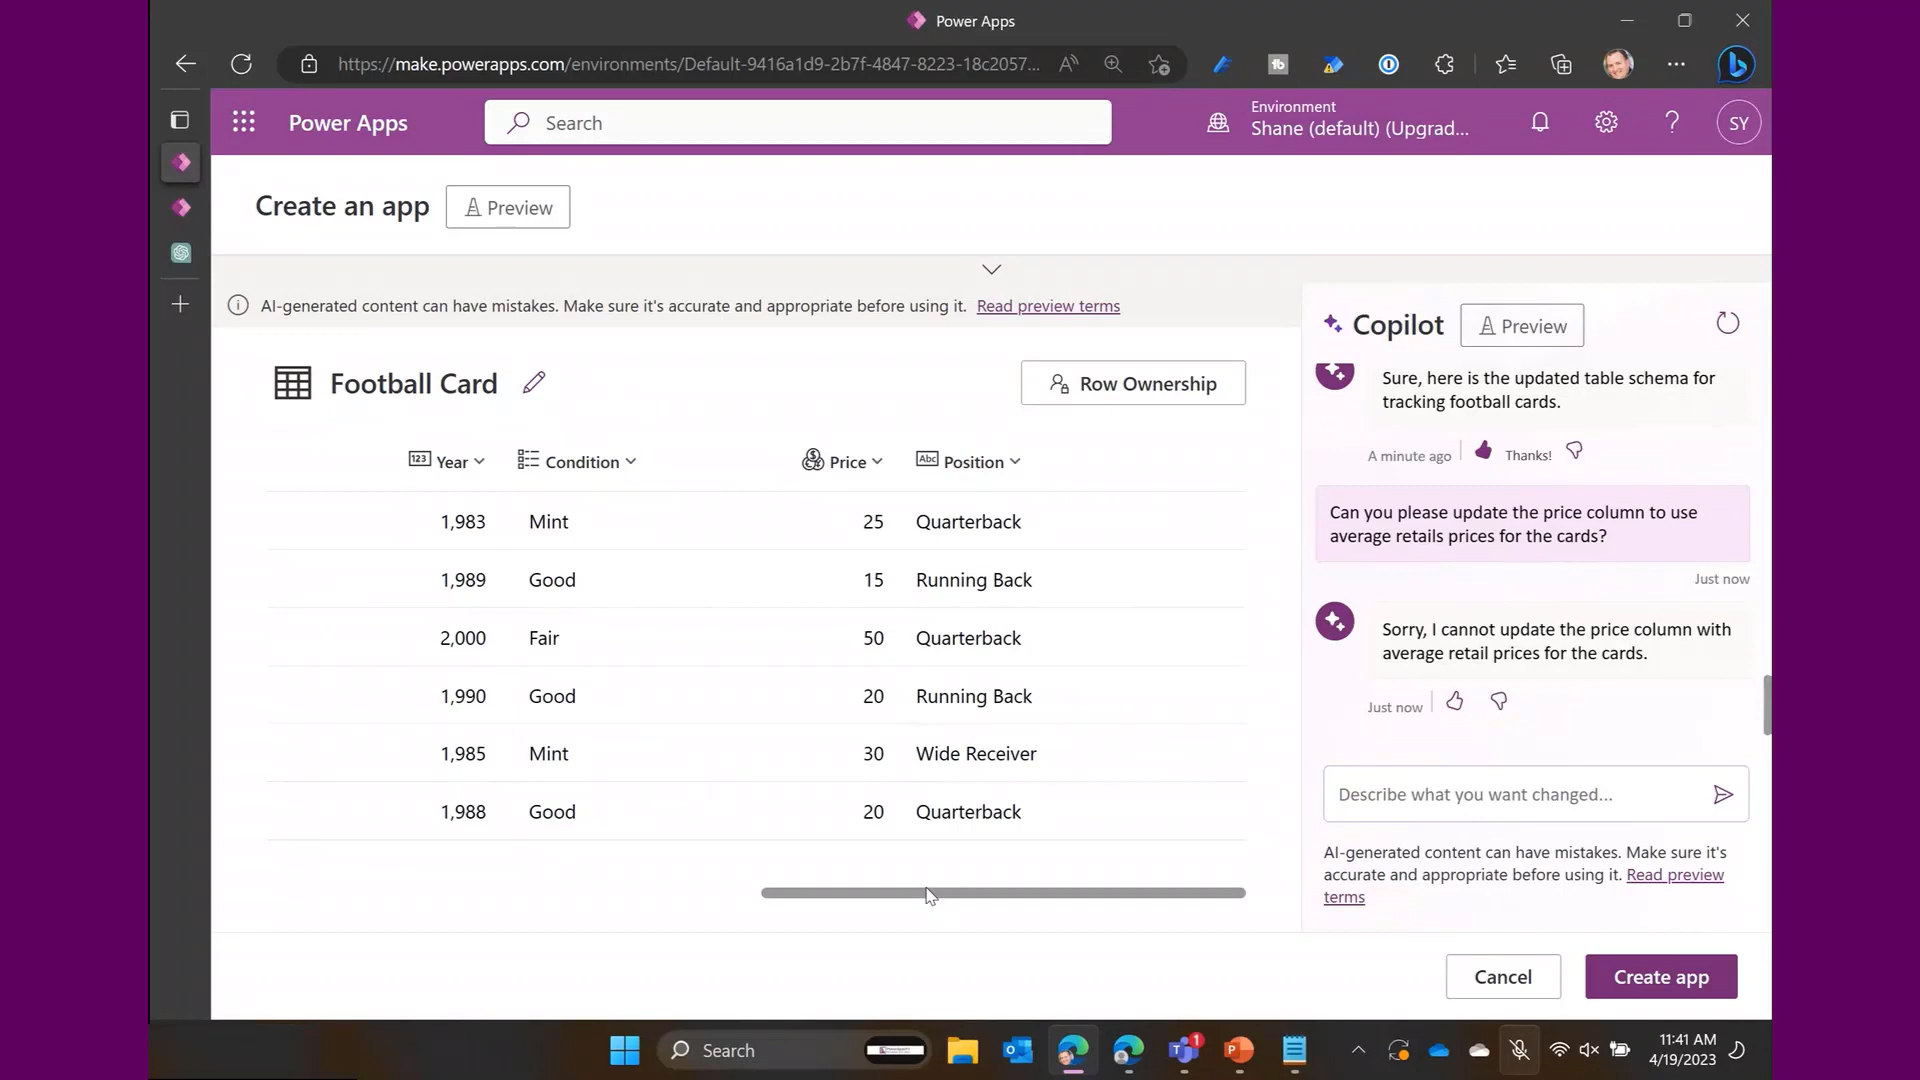 Power Apps
https://make.powerapps.com/environments/Default-9416a1d9-2b7f-4847-8223-18c2057...
Power Apps
Search
Environment
Shane (default) (Upgrad...
SY
Create an app
Preview
AI-generated content can have mistakes. Make sure it's accurate and appropriate before using it. Read preview terms
Football Card
Row Ownership
Year Condition Price Position
1,983 Mint 25 Quarterback
1,989 Good 15 Running Back
2,000 Fair 50 Quarterback
1,990 Good 20 Running Back
1,985 Mint 30 Wide Receiver
1,988 Good 20 Quarterback
Copilot
Preview
Sure, here is the updated table schema for
tracking football cards.
A minute ago
Thanks!
Can you please update the price column to use
average retails prices for the cards?
Just now
Sorry, I cannot update the price column with
average retail prices for the cards.
Just now
Describe what you want changed...
AI-generated content can have mistakes. Make sure it's
accurate and appropriate before using it. Read preview
terms
Cancel
Create app
Search
11:41 AM
4/19/2023